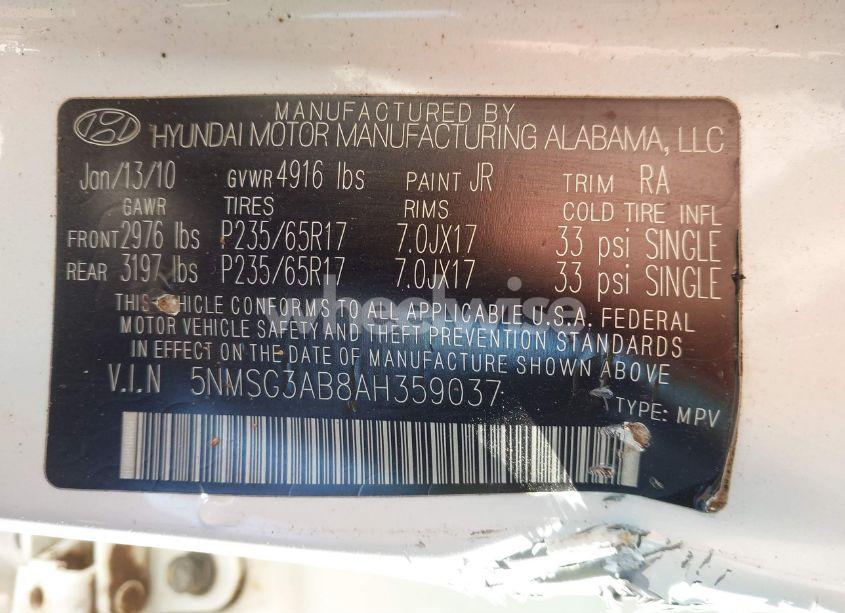 MANUFACTURED BY
HYUNDAI MOTOR MANUFACTURING ALABAMA, LLC
Jan/13/10 GVWR 4916 lbs PAINT JR TRIM RA
GAWR TIRES RIMS COLD TIRE INFL
FRONT 2976 lbs P235/65R17 7.0JX17 33 psi SINGLE
REAR 3197 lbs P235/65R17 7.0JX17 33 psi SINGLE
THIS VEHICLE CONFORMS TO ALL APPLICABLE U.S.A. FEDERAL
MOTOR VEHICLE SAFETY AND THEFT PREVENTION STANDARDS
IN EFFECT ON THE DATE OF MANUFACTURE SHOWN ABOVE
V.I.N 5NMSG3AB8AH359037
TYPE: MPV
wheelwise